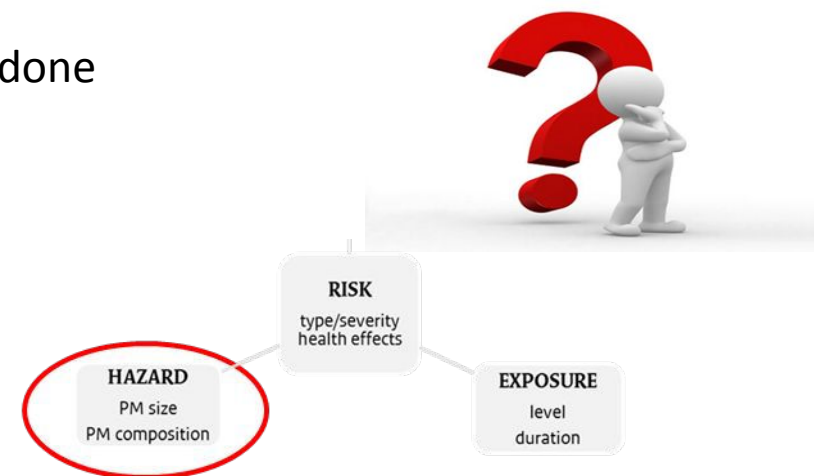 done
RISK
type/severity
health effects
HAZARD
PM size
PM composition
EXPOSURE
level
duration